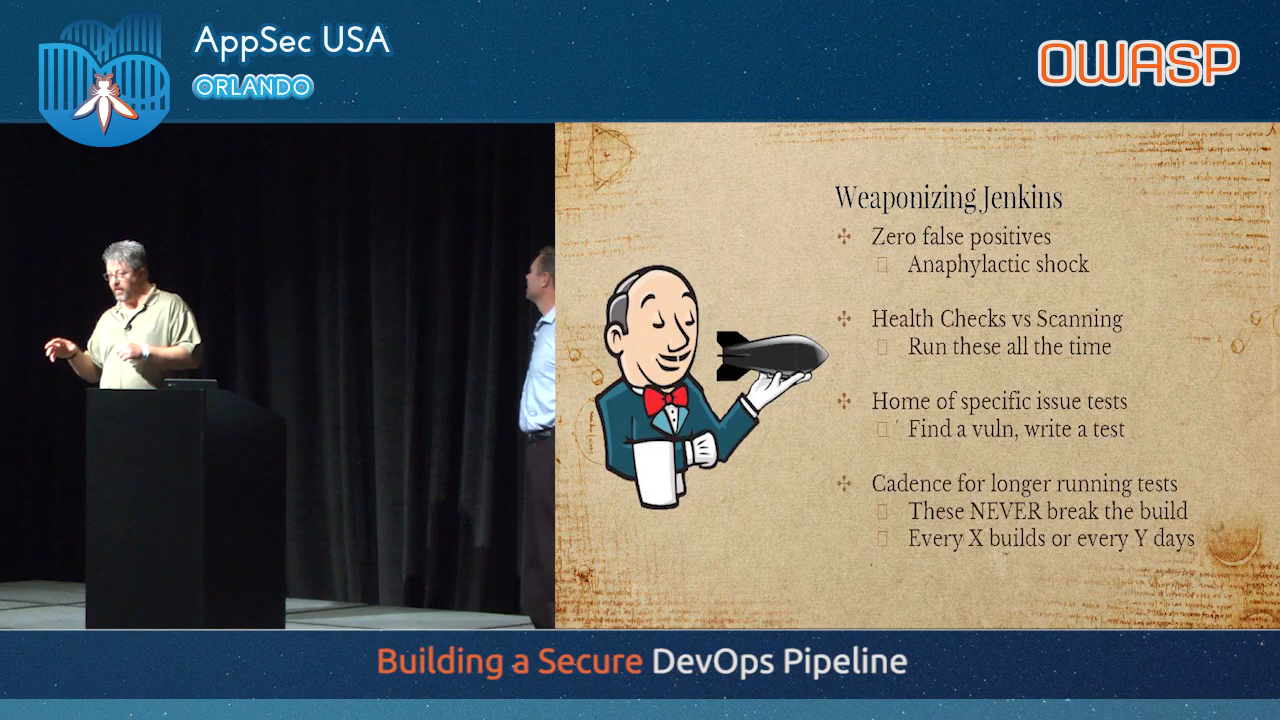 AppSec USA
ORLANDO
OWASP
Weaponizing Jenkins
Zero false positives
Anaphylactic shock
Health Checks vs Scanning
Run these all the time
Home of specific issue tests
Find a vuln, write a test
Cadence for longer running tests
These NEVER break the build
Every X builds or every Y days
Building a Secure DevOps Pipeline